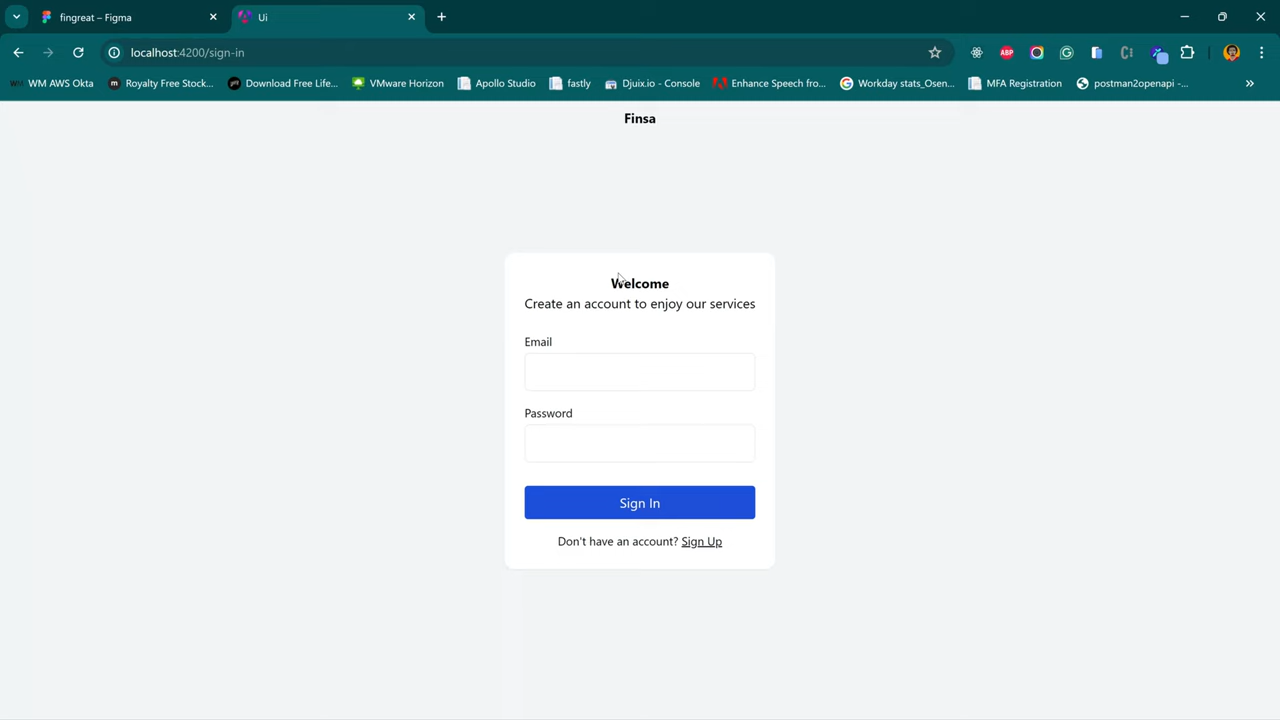 fingreat – Figma
Ui
localhost:4200/sign-in
ABP
WM AWS Okta
Royalty Free Stock...
Download Free Life...
VMware Horizon
Apollo Studio
fastly
Djuix.io - Console
Enhance Speech fro...
Workday stats_Osen...
MFA Registration
postman2openapi -...
Finsa
Welcome
Create an account to enjoy our services
Email
Password
Sign In
Don't have an account? Sign Up